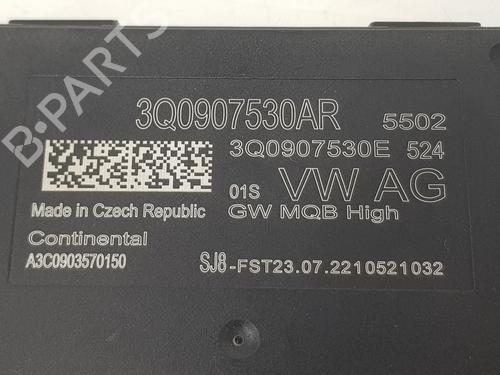 B-PARTS
3Q0907530AR 5502
3Q0907530E 524
01S VW AG
Made in Czech Republic GW MQB High
Continental
A3C0903570150 SJ8-FST23.07.2210521032